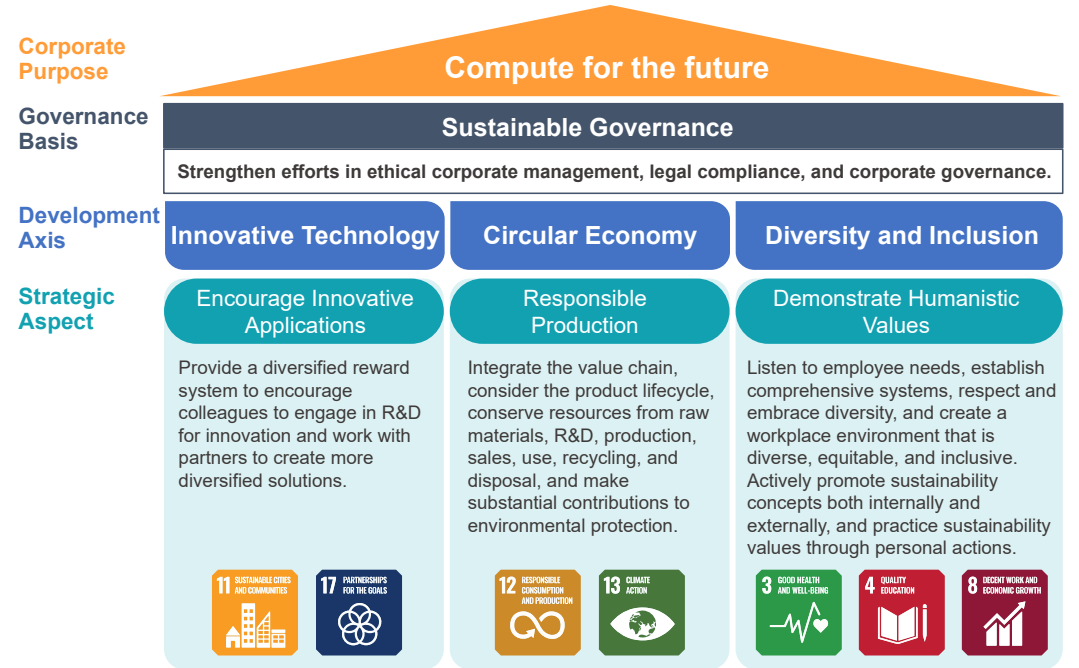 Corporate
Purpose
Compute for the future
Governance
Basis
Sustainable Governance
Strengthen efforts in ethical corporate management, legal compliance, and corporate governance.
Development
Axis
Innovative Technology
Circular Economy
Diversity and Inclusion
Strategic
Aspect
Encourage Innovative
Applications
Provide a diversified reward
system to encourage
colleagues to engage in R&D
for innovation and work with
partners to create more
diversified solutions.
11 SUSTAINABLE CITIES
AND COMMUNITIES
17 PARTNERSHIPS
FOR THE GOALS
Responsible
Production
Integrate the value chain,
consider the product lifecycle,
conserve resources from raw
materials, R&D, production,
sales, use, recycling, and
disposal, and make
substantial contributions to
environmental protection.
12 RESPONSIBLE
CONSUMPTION
AND PRODUCTION
13 CLIMATE
ACTION
Demonstrate Humanistic
Values
Listen to employee needs, establish
comprehensive systems, respect and
embrace diversity, and create a
workplace environment that is
diverse, equitable, and inclusive.
Actively promote sustainability
concepts both internally and
externally, and practice sustainability
values through personal actions.
3 GOOD HEALTH
AND WELL-BEING
4 QUALITY
EDUCATION
8 DECENT WORK AND
ECONOMIC GROWTH